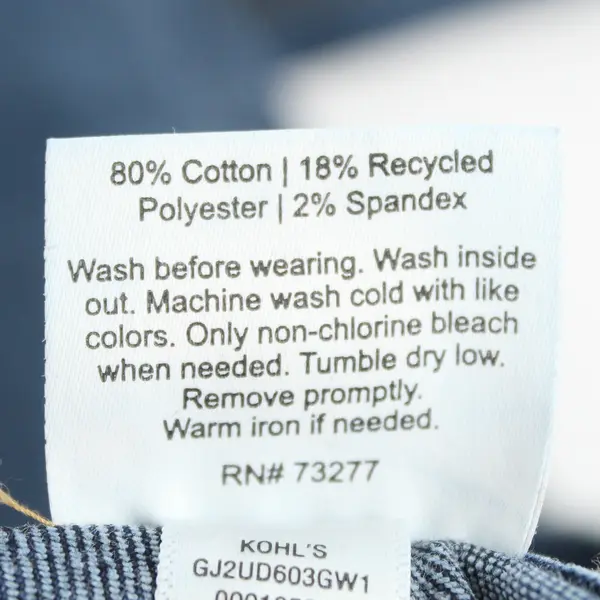 80% Cotton | 18% Recycled
Polyester | 2% Spandex
Wash before wearing. Wash inside
out. Machine wash cold with like
colors. Only non-chlorine bleach
when needed. Tumble dry low.
Remove promptly.
Warm iron if needed.
RN# 73277
KOHL'S
GJ2UD603GW1